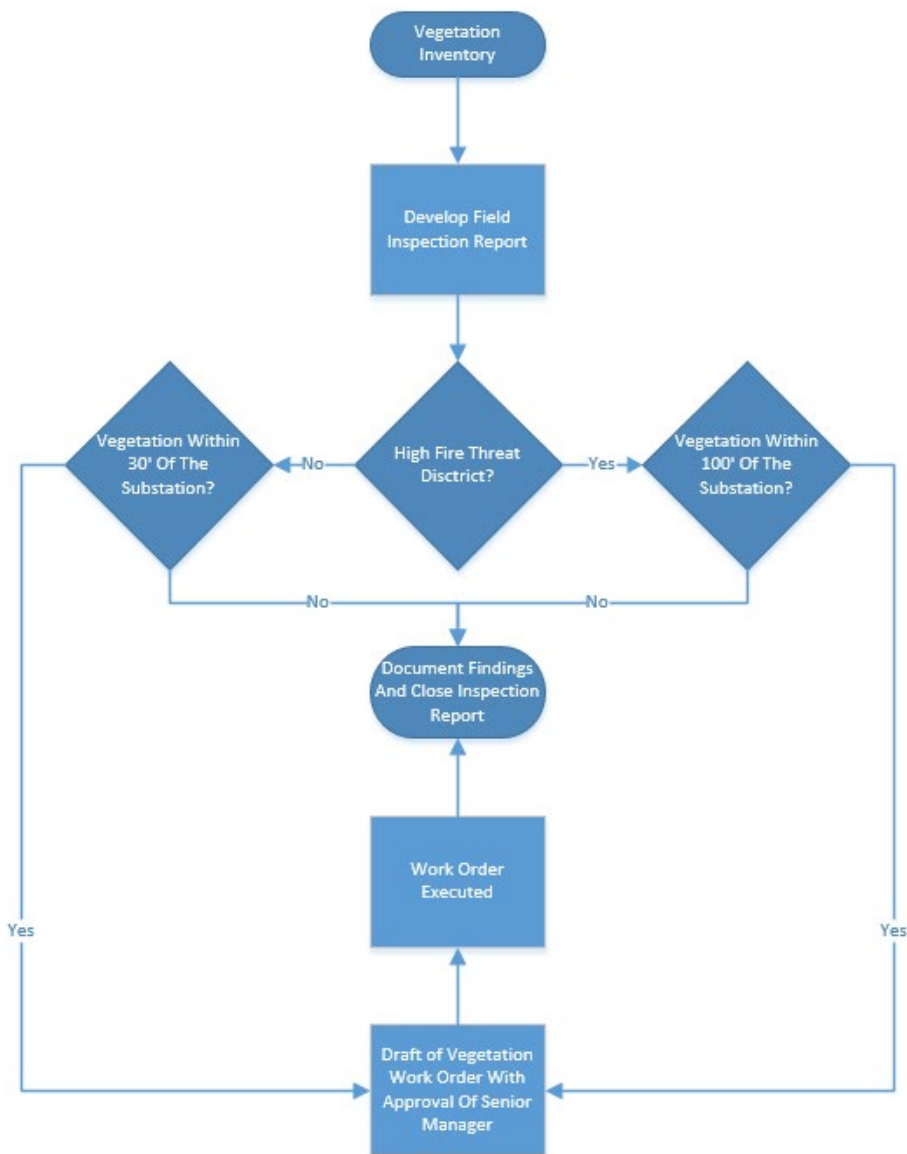 Vegetation
Inventory
Develop Field
Inspection Report
Vegetation Within
30' Of The
Substation?
No
High Fire Threat
Disctrict?
Yes
Vegetation Within
100' Of The
Substation?
No
No
Document Findings
And Close Inspection
Report
Work Order
Executed
Yes
Yes
Draft of Vegetation
Work Order With
Approval Of Senior
Manager